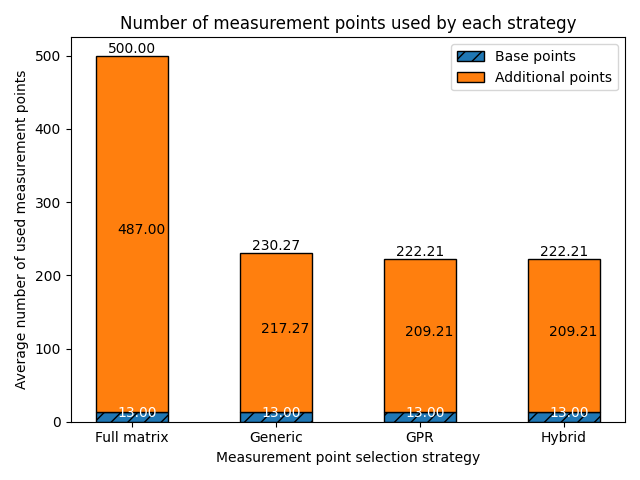 Number of measurement points used by each strategy
Average number of used measurement points
500
400
300
200
100
0
Base points
Additional points
500.00
487.00
13.00
230.27
217.27
13.00
222.21
209.21
13.00
222.21
209.21
13.00
Full matrix
Generic
GPR
Hybrid
Measurement point selection strategy